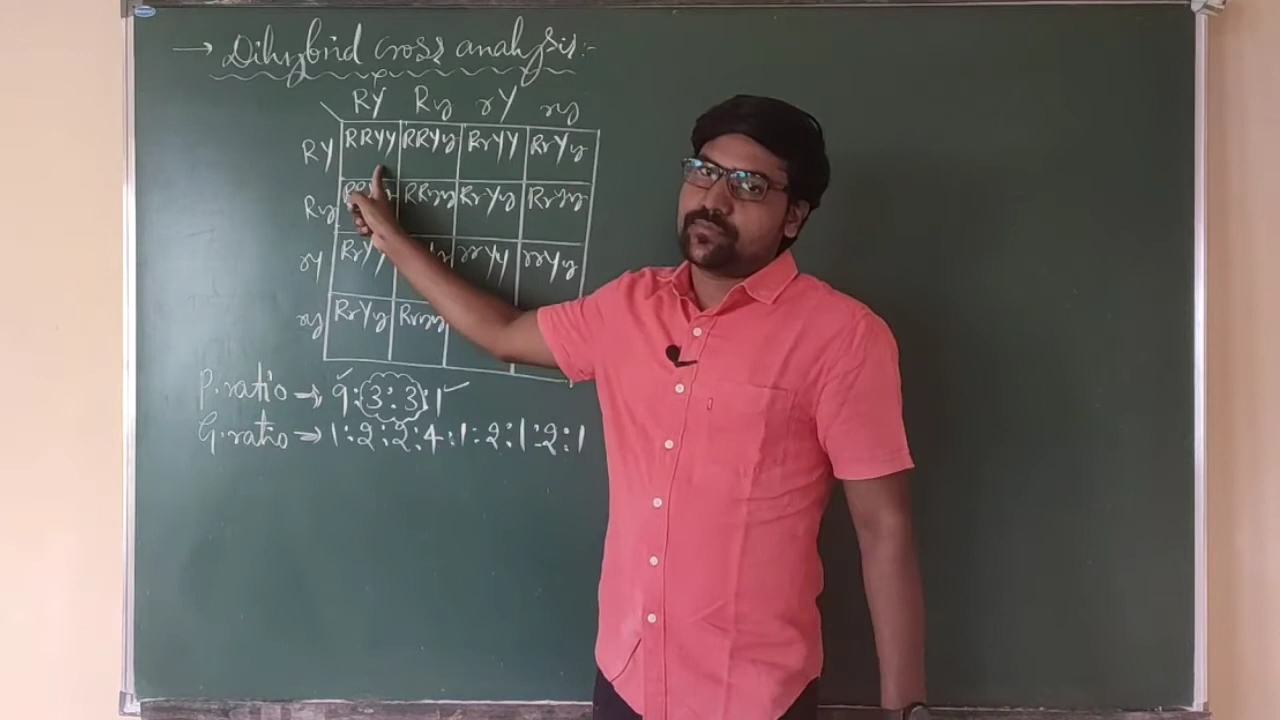 → Dihybrid cross analysis:-
RY Ry rY ry
RY RRYY RRYy RrYY RrYy
Ry RRyy RrYy Rryy
rY RrYY rrYY rrYy
ry RrYy Rryy
P. ratio → 9:3:3:1
G. ratio → 1:2:2:4:1:2:1:2:1